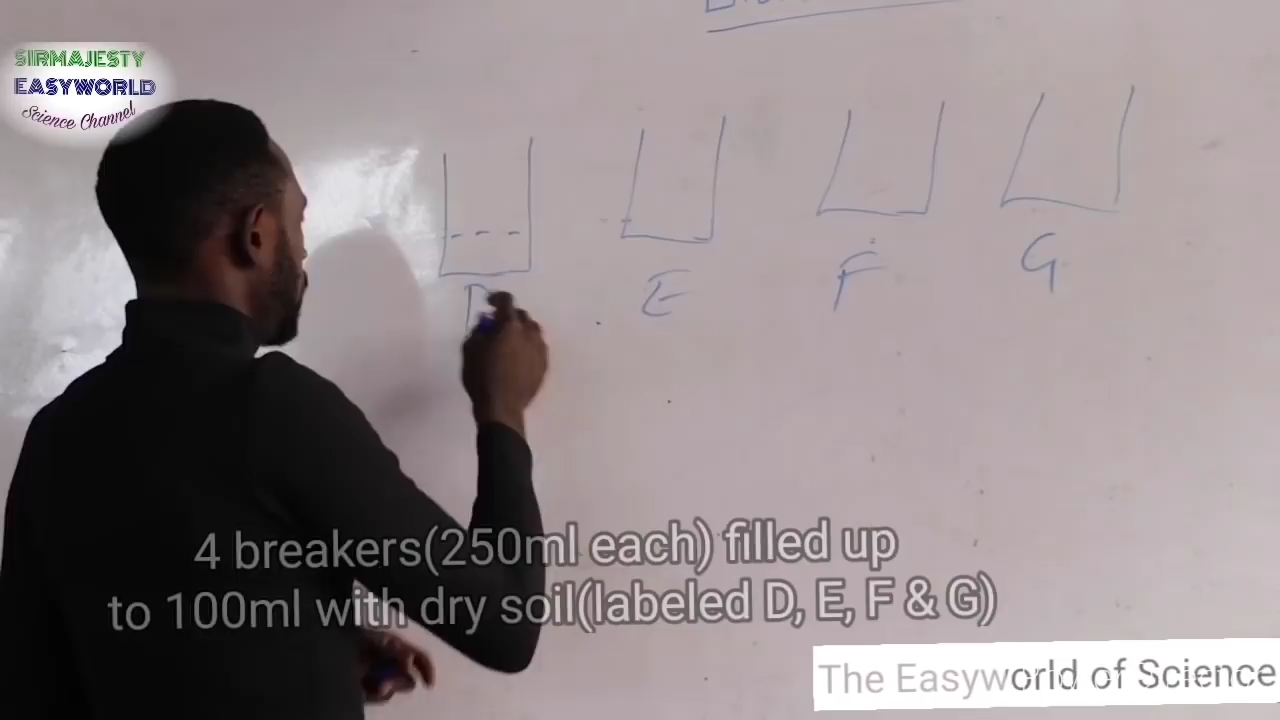 SIRMAJESTY
EASYWORLD
Science Channel
D E F G
4 breakers(250ml each) filled up
to 100ml with dry soil(labeled D, E, F & G)
The Easyworld of Science